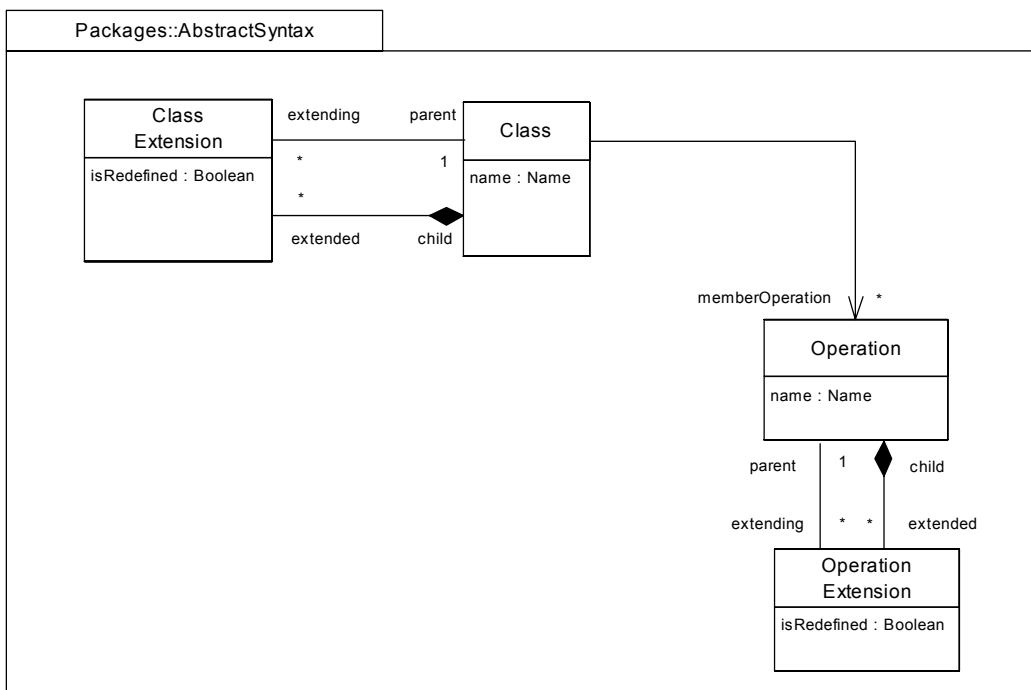 Packages::AbstractSyntax
Class
Extension
isRedefined : Boolean
extending
parent
*
1
*
extended
child
Class
name : Name
memberOperation
*
Operation
name : Name
parent
1
child
extending
*
*
extended
Operation
Extension
isRedefined : Boolean